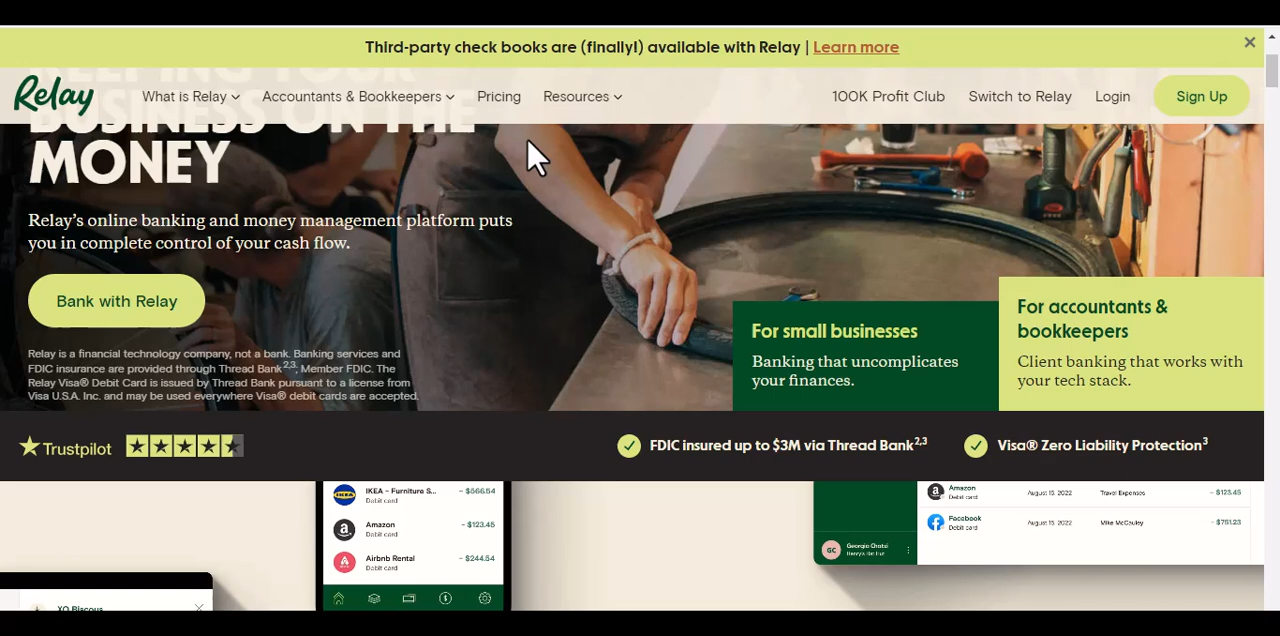 Third-party check books are (finally!) available with Relay | Learn more
Relay
What is Relay
Accountants & Bookkeepers
Pricing
Resources
100K Profit Club
Switch to Relay
Login
Sign Up
KEEPING YOUR
BUSINESS ON THE
MONEY
Relay's online banking and money management platform puts
you in complete control of your cash flow.
Bank with Relay
Relay is a financial technology company, not a bank. Banking services and
FDIC insurance are provided through Thread Bank2,3, Member FDIC. The
Relay Visa® Debit Card is issued by Thread Bank pursuant to a license from
Visa U.S.A. Inc. and may be used everywhere Visa® debit cards are accepted.
For small businesses
Banking that uncomplicates
your finances.
For accountants &
bookkeepers
Client banking that works with
your tech stack.
Trustpilot
FDIC insured up to $3M via Thread Bank2,3
Visa® Zero Liability Protection3
IKEA - Furniture S... - $566.54
Debit card
Amazon - $123.45
Debit card
Airbnb Rental - $244.54
Debit card
Amazon August 15, 2022 Travel Expenses - $123.45
Debit card
Facebook August 15, 2022 Mike McCauley - $751.23
Debit card
GC